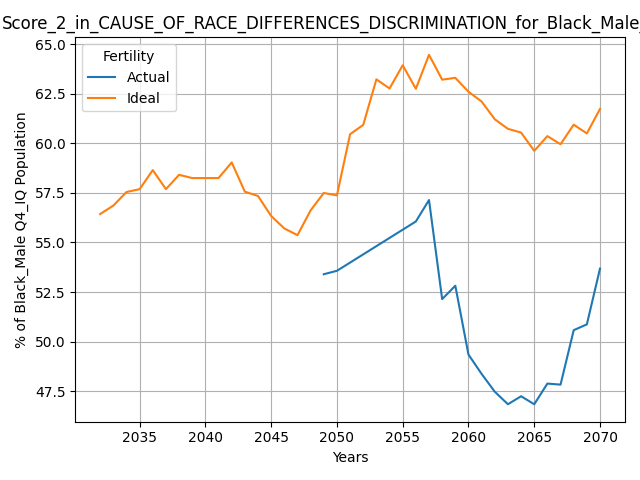 Score_2_in_CAUSE_OF_RACE_DIFFERENCES_DISCRIMINATION_for_Black_Male_
Fertility
Actual
Ideal
65.0
62.5
60.0
57.5
55.0
52.5
50.0
47.5
% of Black_Male Q4_IQ Population
2035 2040 2045 2050 2055 2060 2065 2070
Years